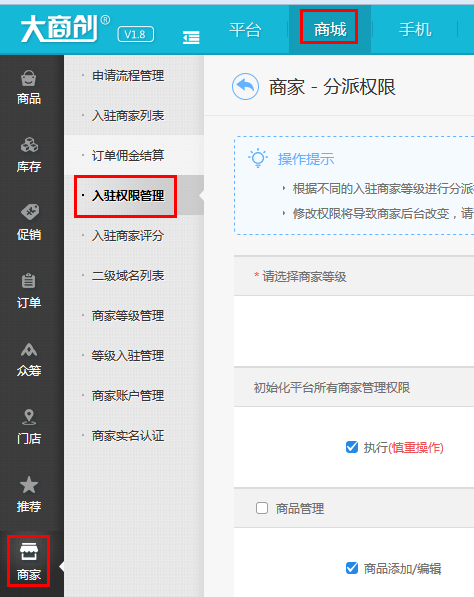 大商创® V1.8
平台
商城
手机
商品
库存
促销
订单
众筹
门店
推荐
商家
申请流程管理
入驻商家列表
订单佣金结算
入驻权限管理
入驻商家评分
二级域名列表
商家等级管理
等级入驻管理
商家账户管理
商家实名认证
商家 - 分派权限
操作提示
根据不同的入驻商家等级进行分派
修改权限将导致商家后台改变，请
* 请选择商家等级
初始化平台所有商家管理权限
执行(慎重操作)
商品管理
商品添加/编辑